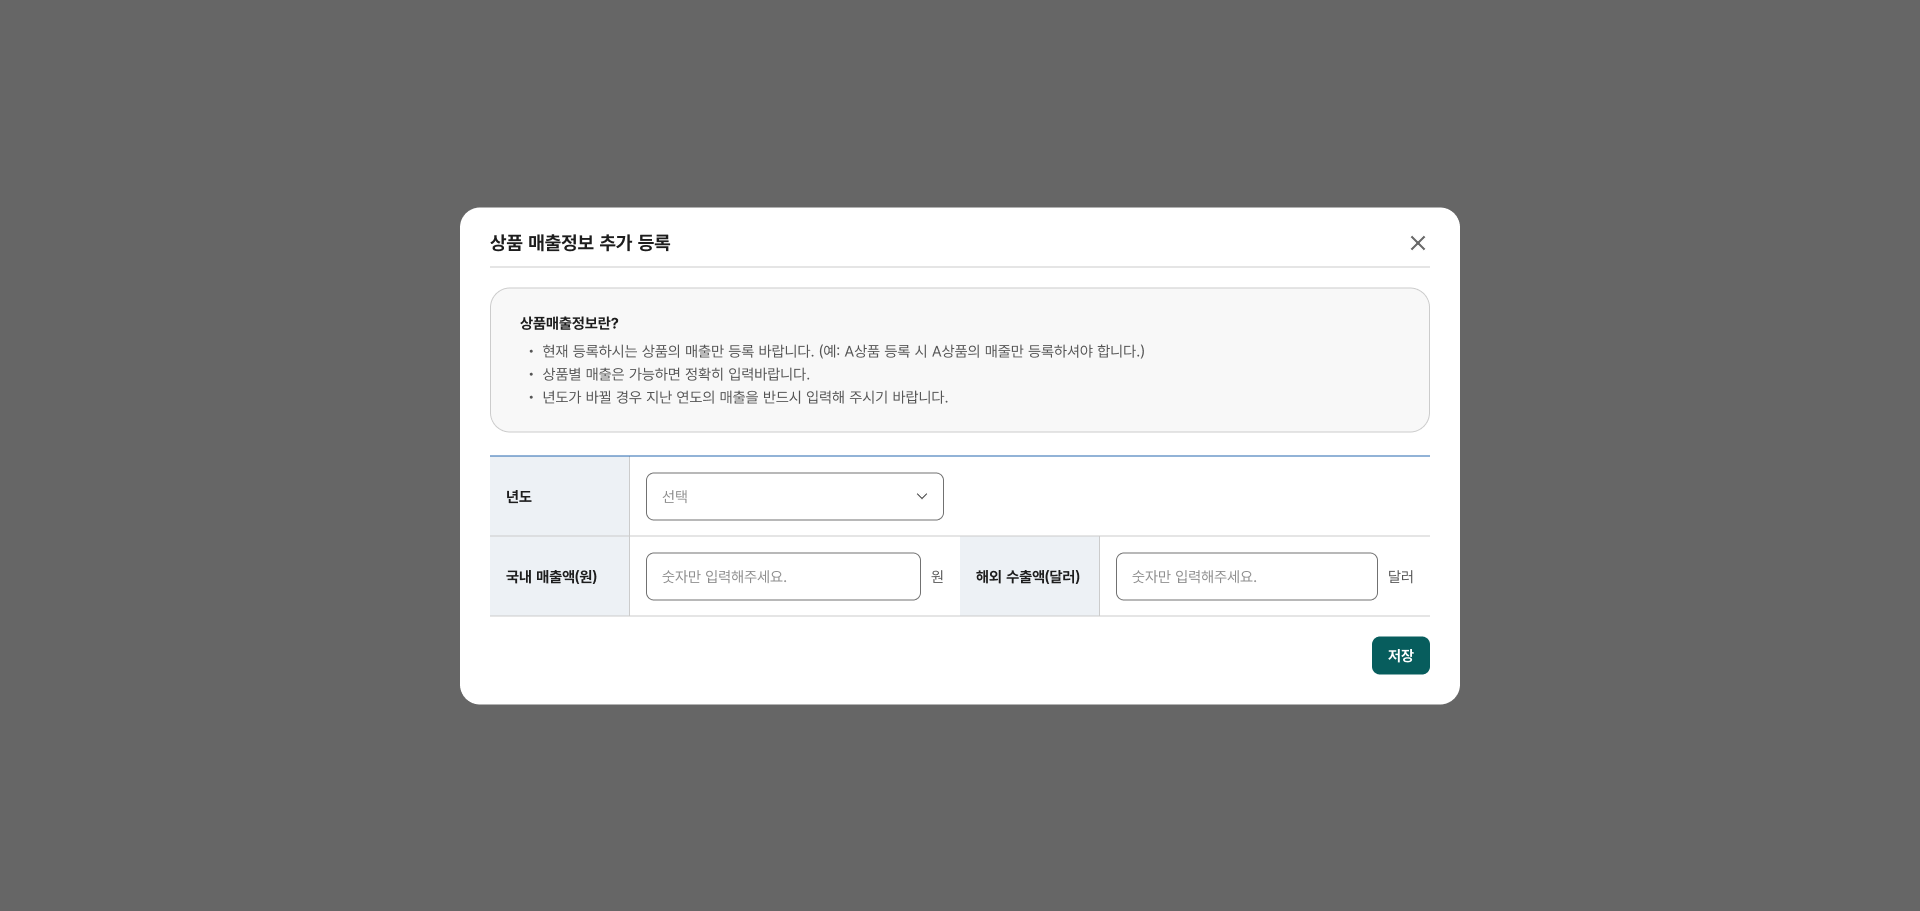 상품 매출정보 추가 등록
상품매출정보란?
• 현재 등록하시는 상품의 매출만 등록 바랍니다. (예: A상품 등록 시 A상품의 매줄만 등록하셔야 합니다.)
• 상품별 매출은 가능하면 정확히 입력바랍니다.
• 년도가 바뀔 경우 지난 연도의 매출을 반드시 입력해 주시기 바랍니다.
년도 선택
국내 매출액(원) 숫자만 입력해주세요. 원 해외 수출액(달러) 숫자만 입력해주세요. 달러
저장